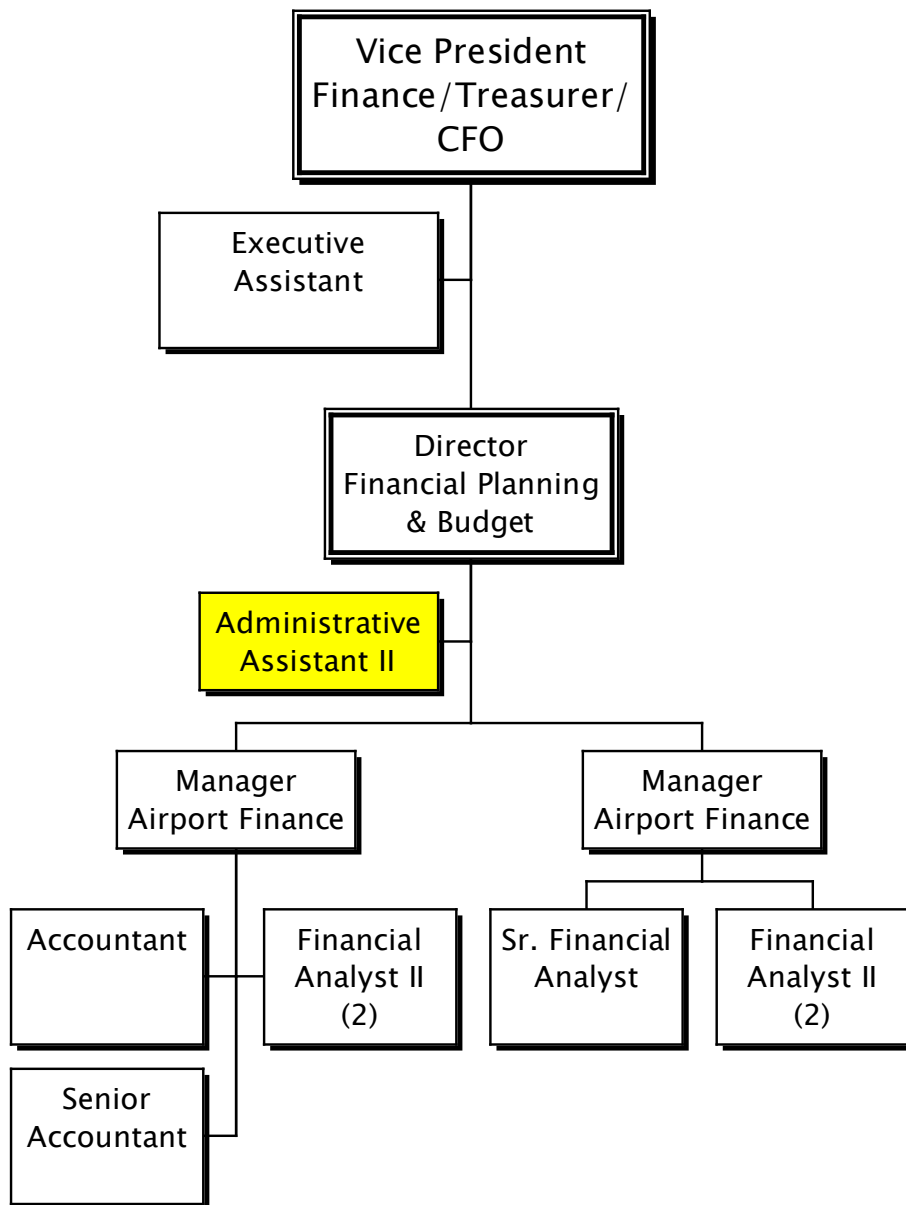 Vice President
Finance/Treasurer/
CFO
Executive
Assistant
Director
Financial Planning
& Budget
Administrative
Assistant II
Manager
Airport Finance
Manager
Airport Finance
Accountant
Financial
Analyst II
(2)
Sr. Financial
Analyst
Financial
Analyst II
(2)
Senior
Accountant